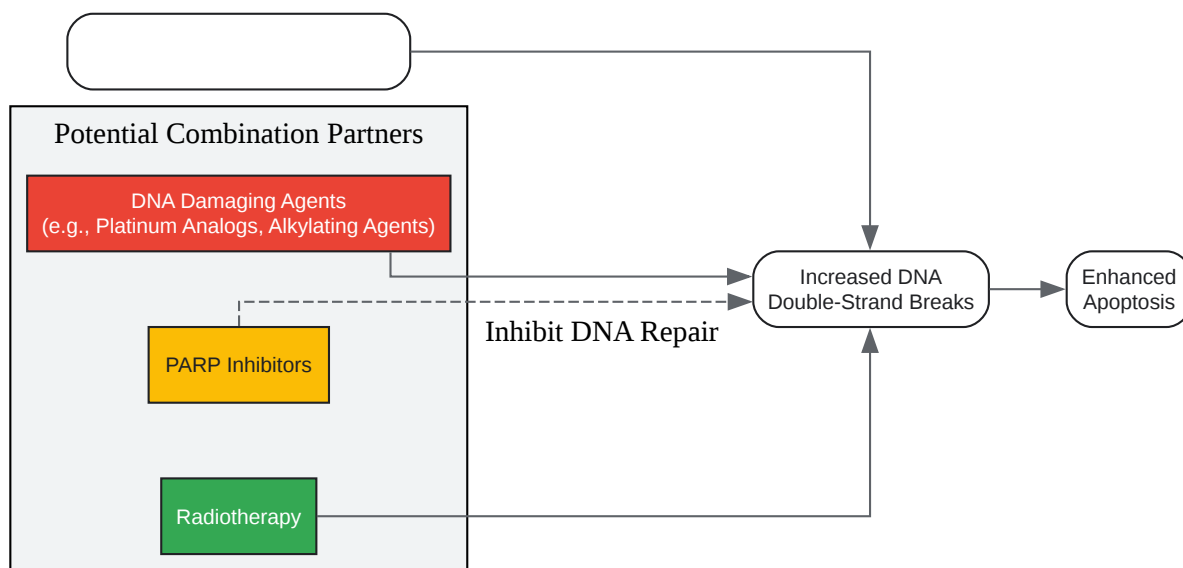 Potential Combination Partners
DNA Damaging Agents
(e.g., Platinum Analogs, Alkylating Agents)
Increased DNA
Double-Strand Breaks
Enhanced
Apoptosis
Inhibit DNA Repair
PARP Inhibitors
Radiotherapy